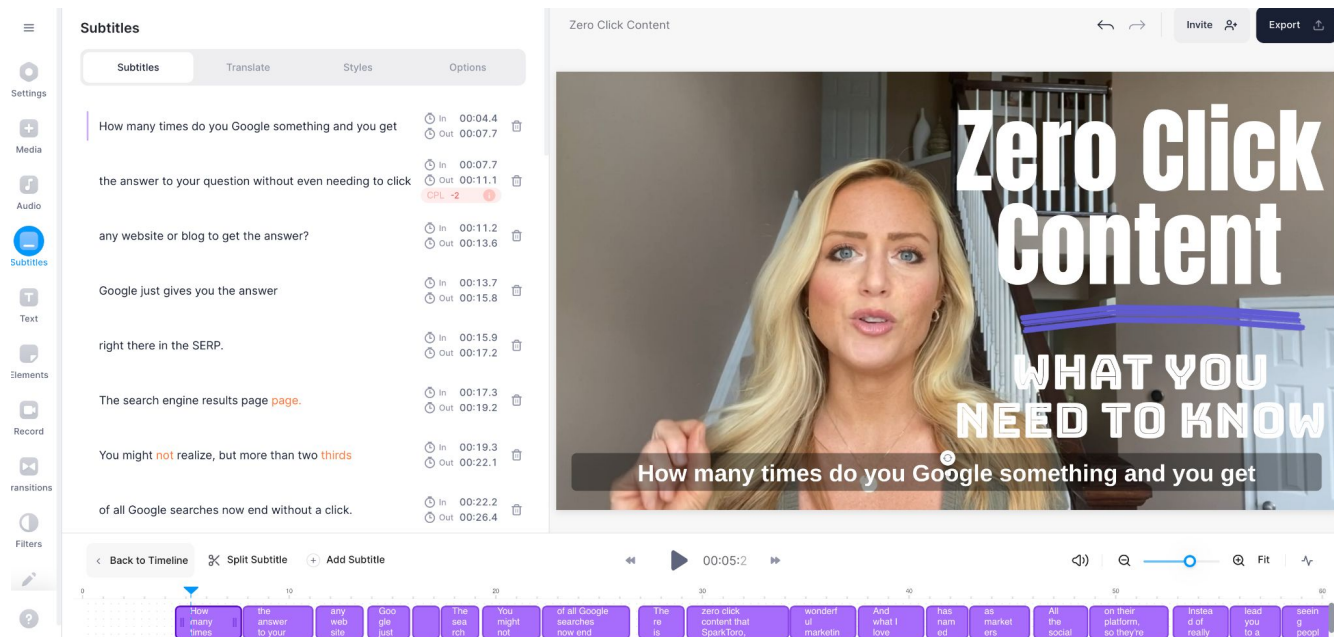 Subtitles
Zero Click Content
Invite
Export
Subtitles Translate Styles Options
Settings
Media
Audio
Subtitles
Text
Elements
Record
ransitions
Filters
How many times do you Google something and you get
In 00:04.4
Out 00:07.7
the answer to your question without even needing to click
In 00:07.7
Out 00:11.1
CPL -2
any website or blog to get the answer?
In 00:11.2
Out 00:13.6
Google just gives you the answer
In 00:13.7
Out 00:15.8
right there in the SERP.
In 00:15.9
Out 00:17.2
The search engine results page page.
In 00:17.3
Out 00:19.2
You might not realize, but more than two thirds
In 00:19.3
Out 00:22.1
of all Google searches now end without a click.
In 00:22.2
Out 00:26.4
Zero Click
Content
WHAT YOU
NEED TO KNOW
How many times do you Google something and you get
Back to Timeline Split Subtitle Add Subtitle
00:05:2
Fit
0 10 20 30 40 50 60
How
many
times
the
answer
to your
any
web
site
Goo
gle
just
The
sea
rch
You
might
not
of all Google
searches
now end
The
re
is
zero click
content that
SparkToro,
wonderf
ul
marketin
And
what I
love
has
nam
ed
as
market
ers
All
the
social
on their
platform,
so they're
Instea
d of
really
lead
you
to a
seein
g
peopl